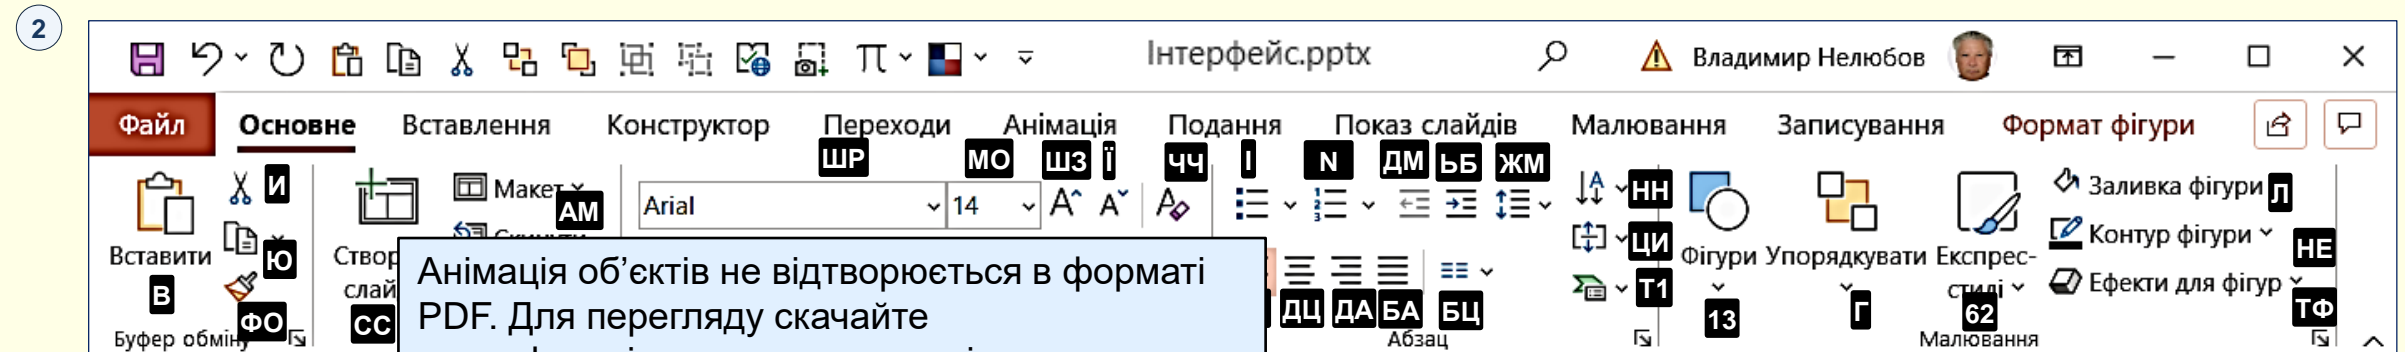 2
Інтерфейс.pptx
Владимир Нелюбов
Файл Основне Вставлення Конструктор Переходи Анімація Подання Показ слайдів Малювання Записування Формат фігури
ШР МО ШЗ Ї ЧЧ І N ДМ ЬБ ЖМ
И Макет АМ Arial 14 НН Заливка фігури Л
Вставити Ю ЦИ Фігури Упорядкувати Експрес-стилі Контур фігури НЕ
В ФО СС ДЦ ДА БА БЦ Т1 13 Г 62 Ефекти для фігур ТФ
Анімація об’єктів не відтворюється в форматі
PDF. Для перегляду скачайте
Буфер обміну Абзац Малювання